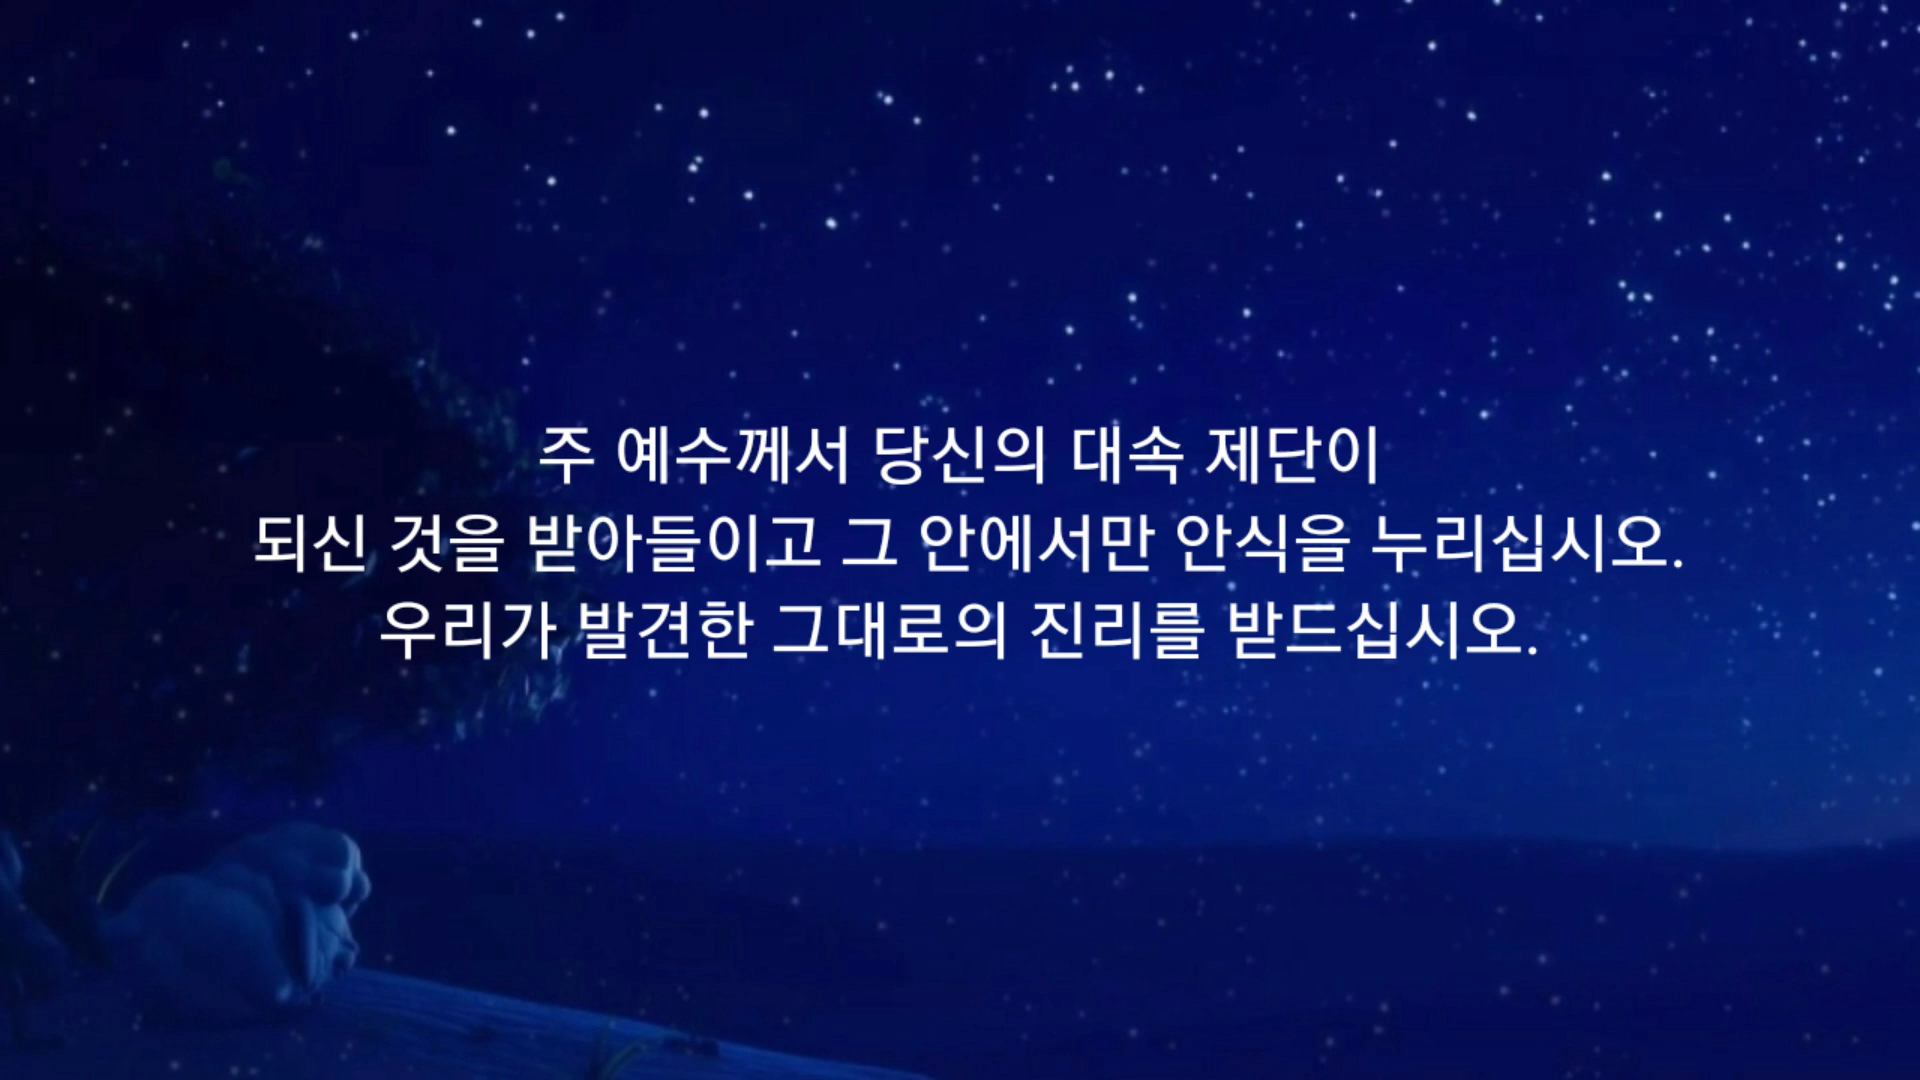 주 예수께서 당신의 대속 제단이
되신 것을 받아들이고 그 안에서만 안식을 누리십시오.
우리가 발견한 그대로의 진리를 받드십시오.